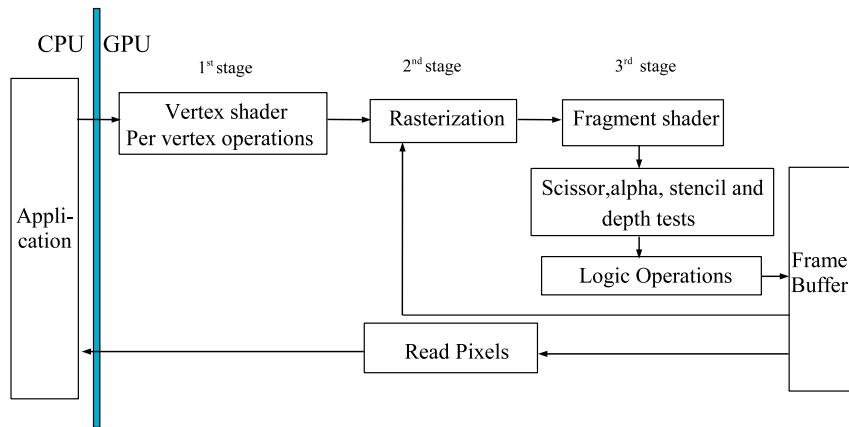 CPU GPU
1st stage
2nd stage
3rd stage
Vertex shader
Per vertex operations
Rasterization
Fragment shader
Scissor,alpha, stencil and
depth tests
Appli-
cation
Frame
Buffer
Logic Operations
Read Pixels